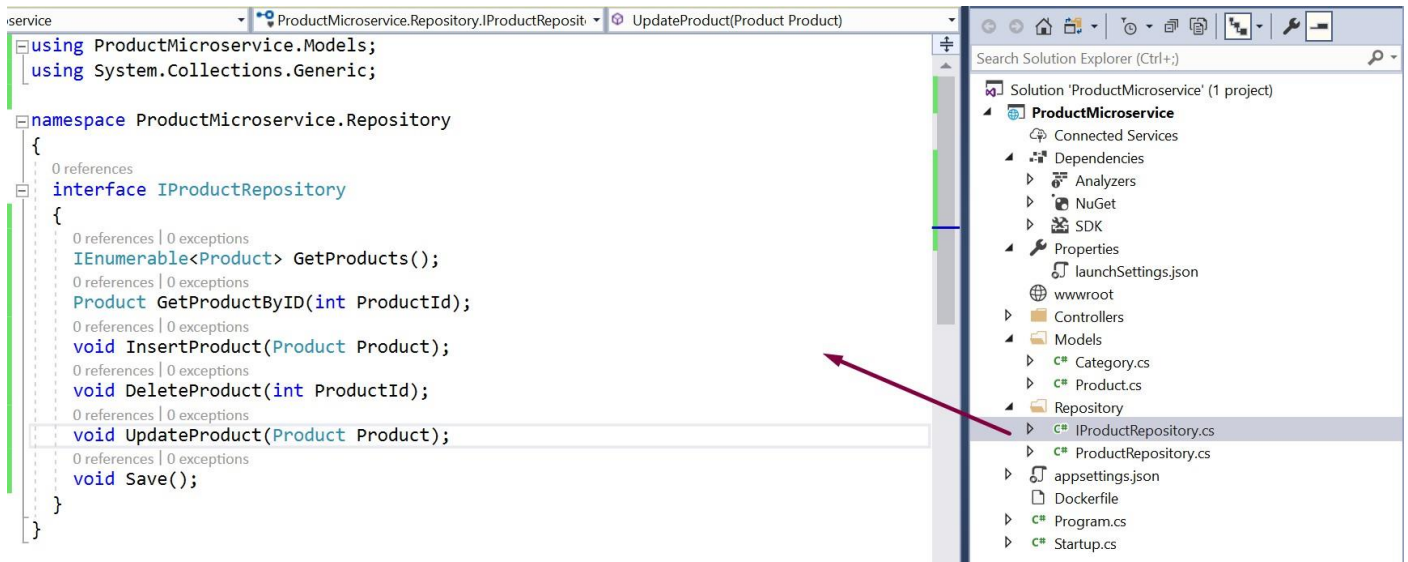 service
ProductMicroservice.Repository.IProductReposit
UpdateProduct(Product Product)
using ProductMicroservice.Models;
using System.Collections.Generic;
namespace ProductMicroservice.Repository
{
0 references
interface IProductRepository
{
0 references | 0 exceptions
IEnumerable<Product> GetProducts();
0 references | 0 exceptions
Product GetProductByID(int ProductId);
0 references | 0 exceptions
void InsertProduct(Product Product);
0 references | 0 exceptions
void DeleteProduct(int ProductId);
0 references | 0 exceptions
void UpdateProduct(Product Product);
0 references | 0 exceptions
void Save();
}
}
Search Solution Explorer (Ctrl+;)
Solution 'ProductMicroservice' (1 project)
ProductMicroservice
Connected Services
Dependencies
Analyzers
NuGet
SDK
Properties
launchSettings.json
wwwroot
Controllers
Models
C# Category.cs
C# Product.cs
Repository
C# IProductRepository.cs
C# ProductRepository.cs
appsettings.json
Dockerfile
C# Program.cs
C# Startup.cs